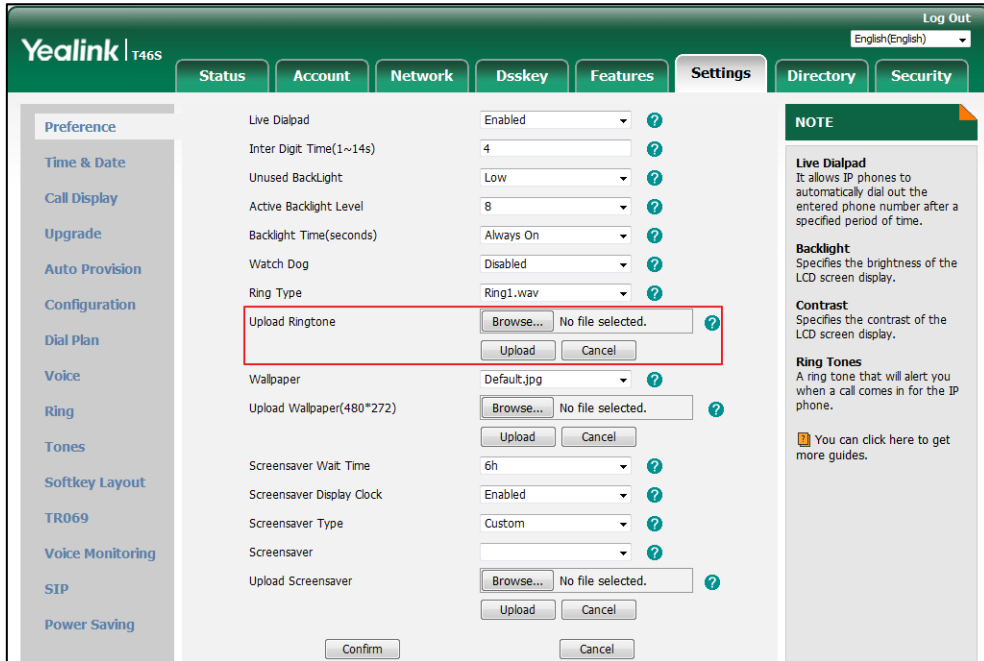 Log Out
Yealink T46S
English(English)
Status Account Network Dsskey Features Settings Directory Security
Preference
Time & Date
Call Display
Upgrade
Auto Provision
Configuration
Dial Plan
Voice
Ring
Tones
Softkey Layout
TR069
Voice Monitoring
SIP
Power Saving
Live Dialpad Enabled ?
Inter Digit Time(1~14s) 4 ?
Unused BackLight Low ?
Active Backlight Level 8 ?
Backlight Time(seconds) Always On ?
Watch Dog Disabled ?
Ring Type Ring1.wav ?
Upload Ringtone Browse... No file selected. ?
Upload Cancel
Wallpaper Default.jpg ?
Upload Wallpaper(480*272) Browse... No file selected. ?
Upload Cancel
Screensaver Wait Time 6h ?
Screensaver Display Clock Enabled ?
Screensaver Type Custom ?
Screensaver ?
Upload Screensaver Browse... No file selected. ?
Upload Cancel
Confirm Cancel
NOTE
Live Dialpad
It allows IP phones to
automatically dial out the
entered phone number after a
specified period of time.
Backlight
Specifies the brightness of the
LCD screen display.
Contrast
Specifies the contrast of the
LCD screen display.
Ring Tones
A ring tone that will alert you
when a call comes in for the IP
phone.
? You can click here to get
more guides.